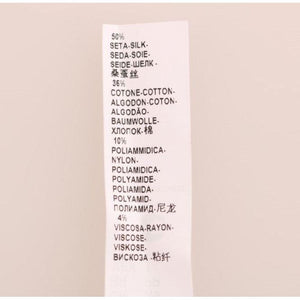 50%
SETA-SILK-
SEDA-SOIE-
SEIDE-ШЕЛК-
桑蚕丝
36%
COTONE-COTTON-
ALGODON-COTON-
ALGODÃO-
BAUMWOLLE-
ХЛОПОК-棉
10%
POLIAMMIDICA-
NYLON-
POLIAMIDICA-
POLYAMIDE-
POLIAMIDA-
POLYAMID-
ПОЛИАМИД-尼龙
4%
VISCOSA-RAYON-
VISCOSE-
VISKOSE-
ВИСКОЗА-粘纤